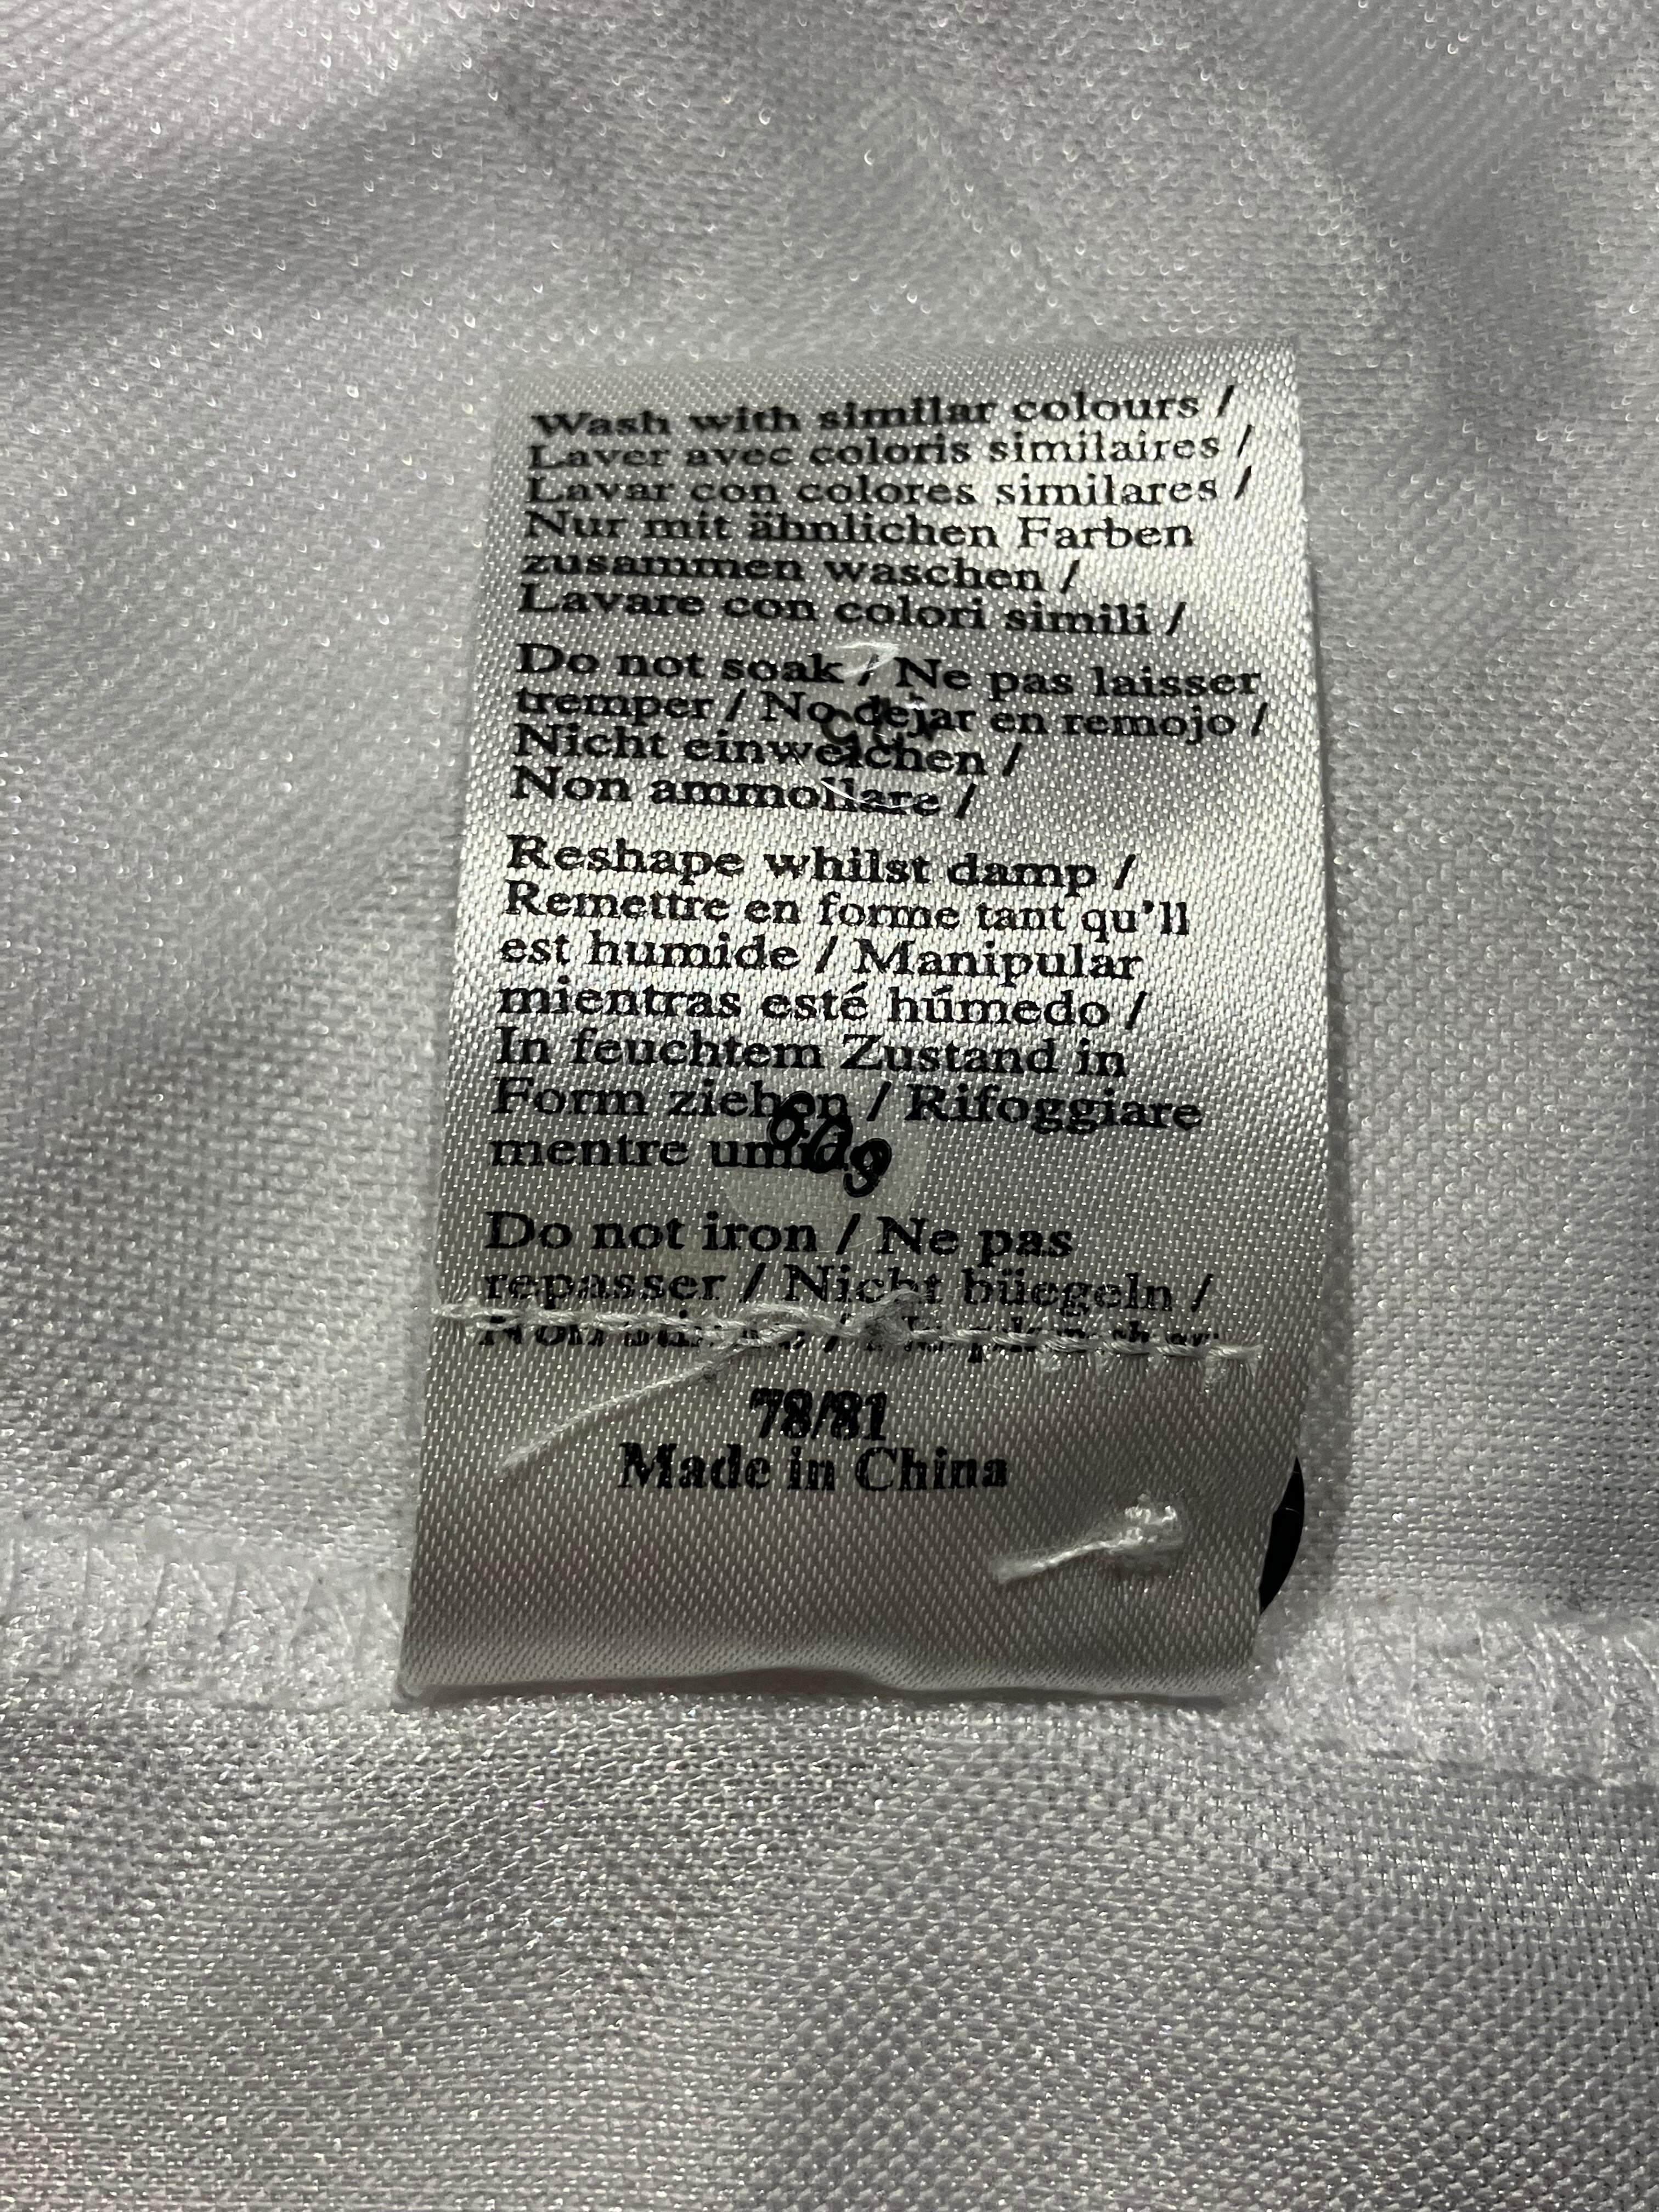 Wash with similar colours /
Laver avec coloris similaires /
Lavar con colores similares /
Nur mit ähnlichen Farben
zusammen waschen /
Lavare con colori simili /
Do not soak / Ne pas laisser
tremper / No dejar en remojo /
Nicht einweichen /
Non ammollare /
Reshape whilst damp /
Remettre en forme tant qu'll
est humide / Manipular
mientras esté húmedo /
In feuchtem Zustand in
Form ziehen / Rifoggiare
mentre umido
Do not iron / Ne pas
repasser / Nicht büegeln /
Non /
78/81
Made in China